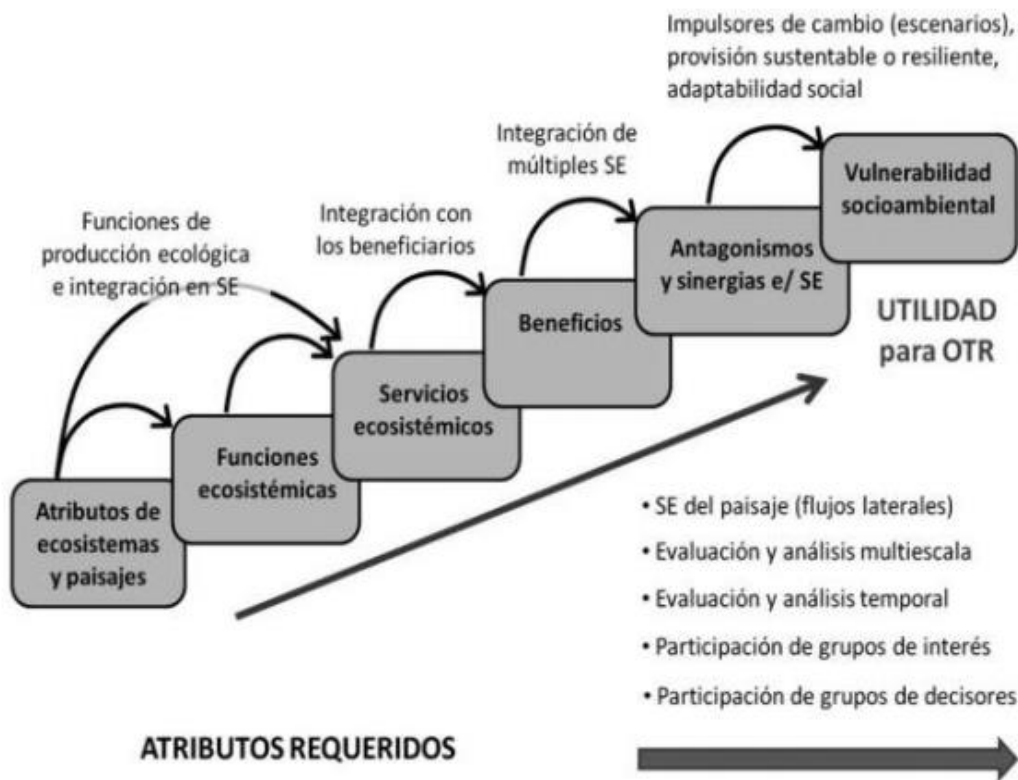 Impulsores de cambio (escenarios),
provisión sustentable o resiliente,
adaptabilidad social
Integración de
múltiples SE
Vulnerabilidad
socioambiental
Funciones de
producción ecológica
e integración en SE
Integración con
los beneficiarios
Antagonismos
y sinergias e/ SE
Beneficios
UTILIDAD
para OTR
Servicios
ecosistémicos
Funciones
ecosistémicas
Atributos de
ecosistemas
y paisajes
• SE del paisaje (flujos laterales)
• Evaluación y análisis multiescala
• Evaluación y análisis temporal
• Participación de grupos de interés
• Participación de grupos de decisores
ATRIBUTOS REQUERIDOS